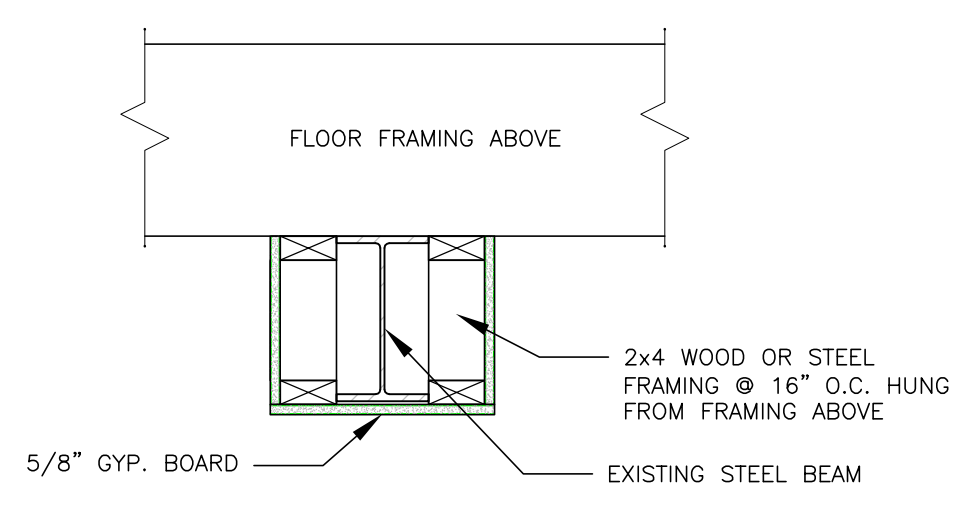 FLOOR FRAMING ABOVE
2x4 WOOD OR STEEL
FRAMING @ 16" O.C. HUNG
FROM FRAMING ABOVE
5/8" GYP. BOARD
EXISTING STEEL BEAM